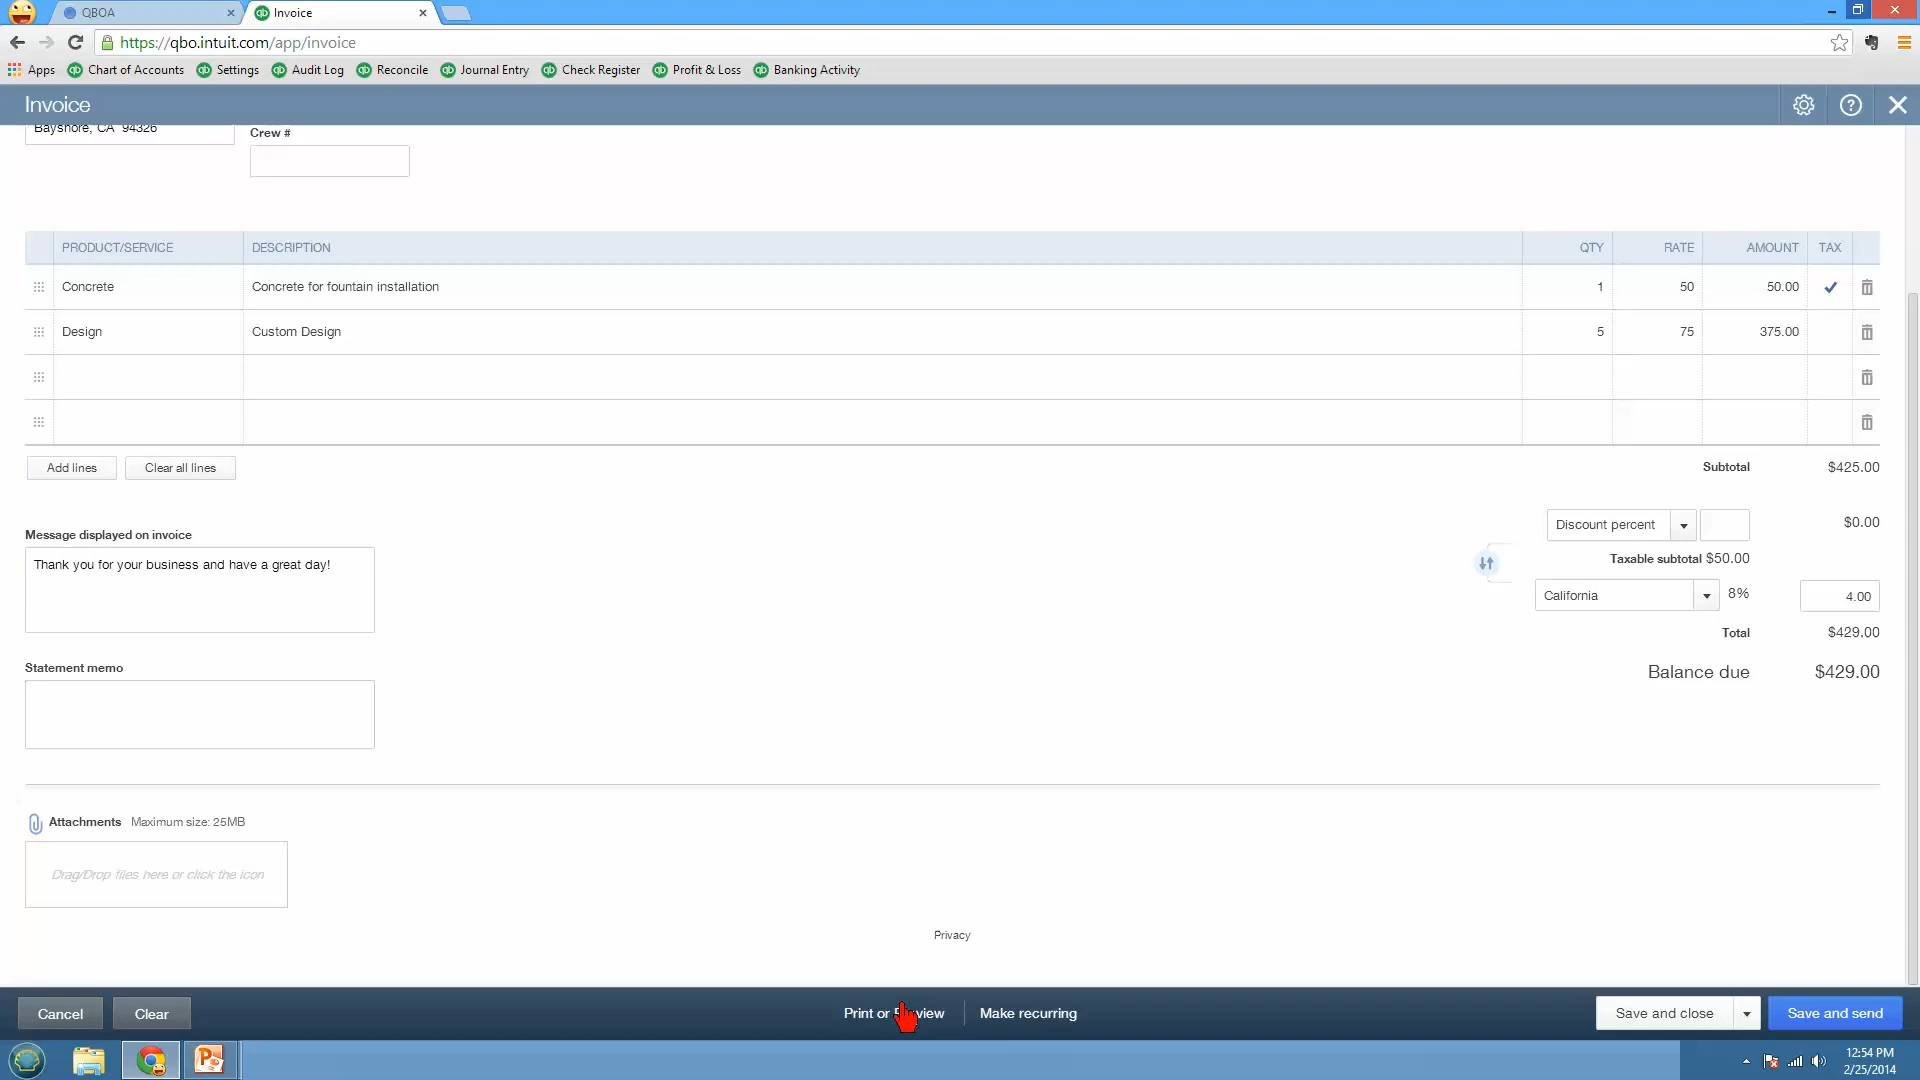 QBOA
Invoice
https://qbo.intuit.com/app/invoice
Apps Chart of Accounts Settings Audit Log Reconcile Journal Entry Check Register Profit & Loss Banking Activity
Invoice
Bayshore, CA 94326
Crew #
PRODUCT/SERVICE DESCRIPTION QTY RATE AMOUNT TAX
Concrete Concrete for fountain installation 1 50 50.00
Design Custom Design 5 75 375.00
Add lines Clear all lines Subtotal $425.00
Discount percent $0.00
Message displayed on invoice
Thank you for your business and have a great day!
Taxable subtotal $50.00
California 8% 4.00
Total $429.00
Statement memo
Balance due $429.00
Attachments Maximum size: 25MB
Drag/Drop files here or click the icon
Privacy
Cancel Clear Print or Make recurring Save and close Save and send
12:54 PM
2/25/2014